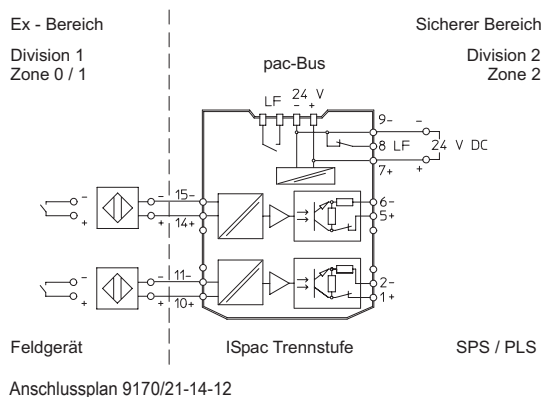 Ex - Bereich
Sicherer Bereich
Division 1
Zone 0 / 1
Division 2
Zone 2
pac-Bus
LF 24 V
- +
9- -
8 LF 24 V DC
7+ +
- - 15- 6-
+ + 14+ 5+
- - 11- 2-
+ + 10+ 1+
Feldgerät
ISpac Trennstufe
SPS / PLS
Anschlussplan 9170/21-14-12